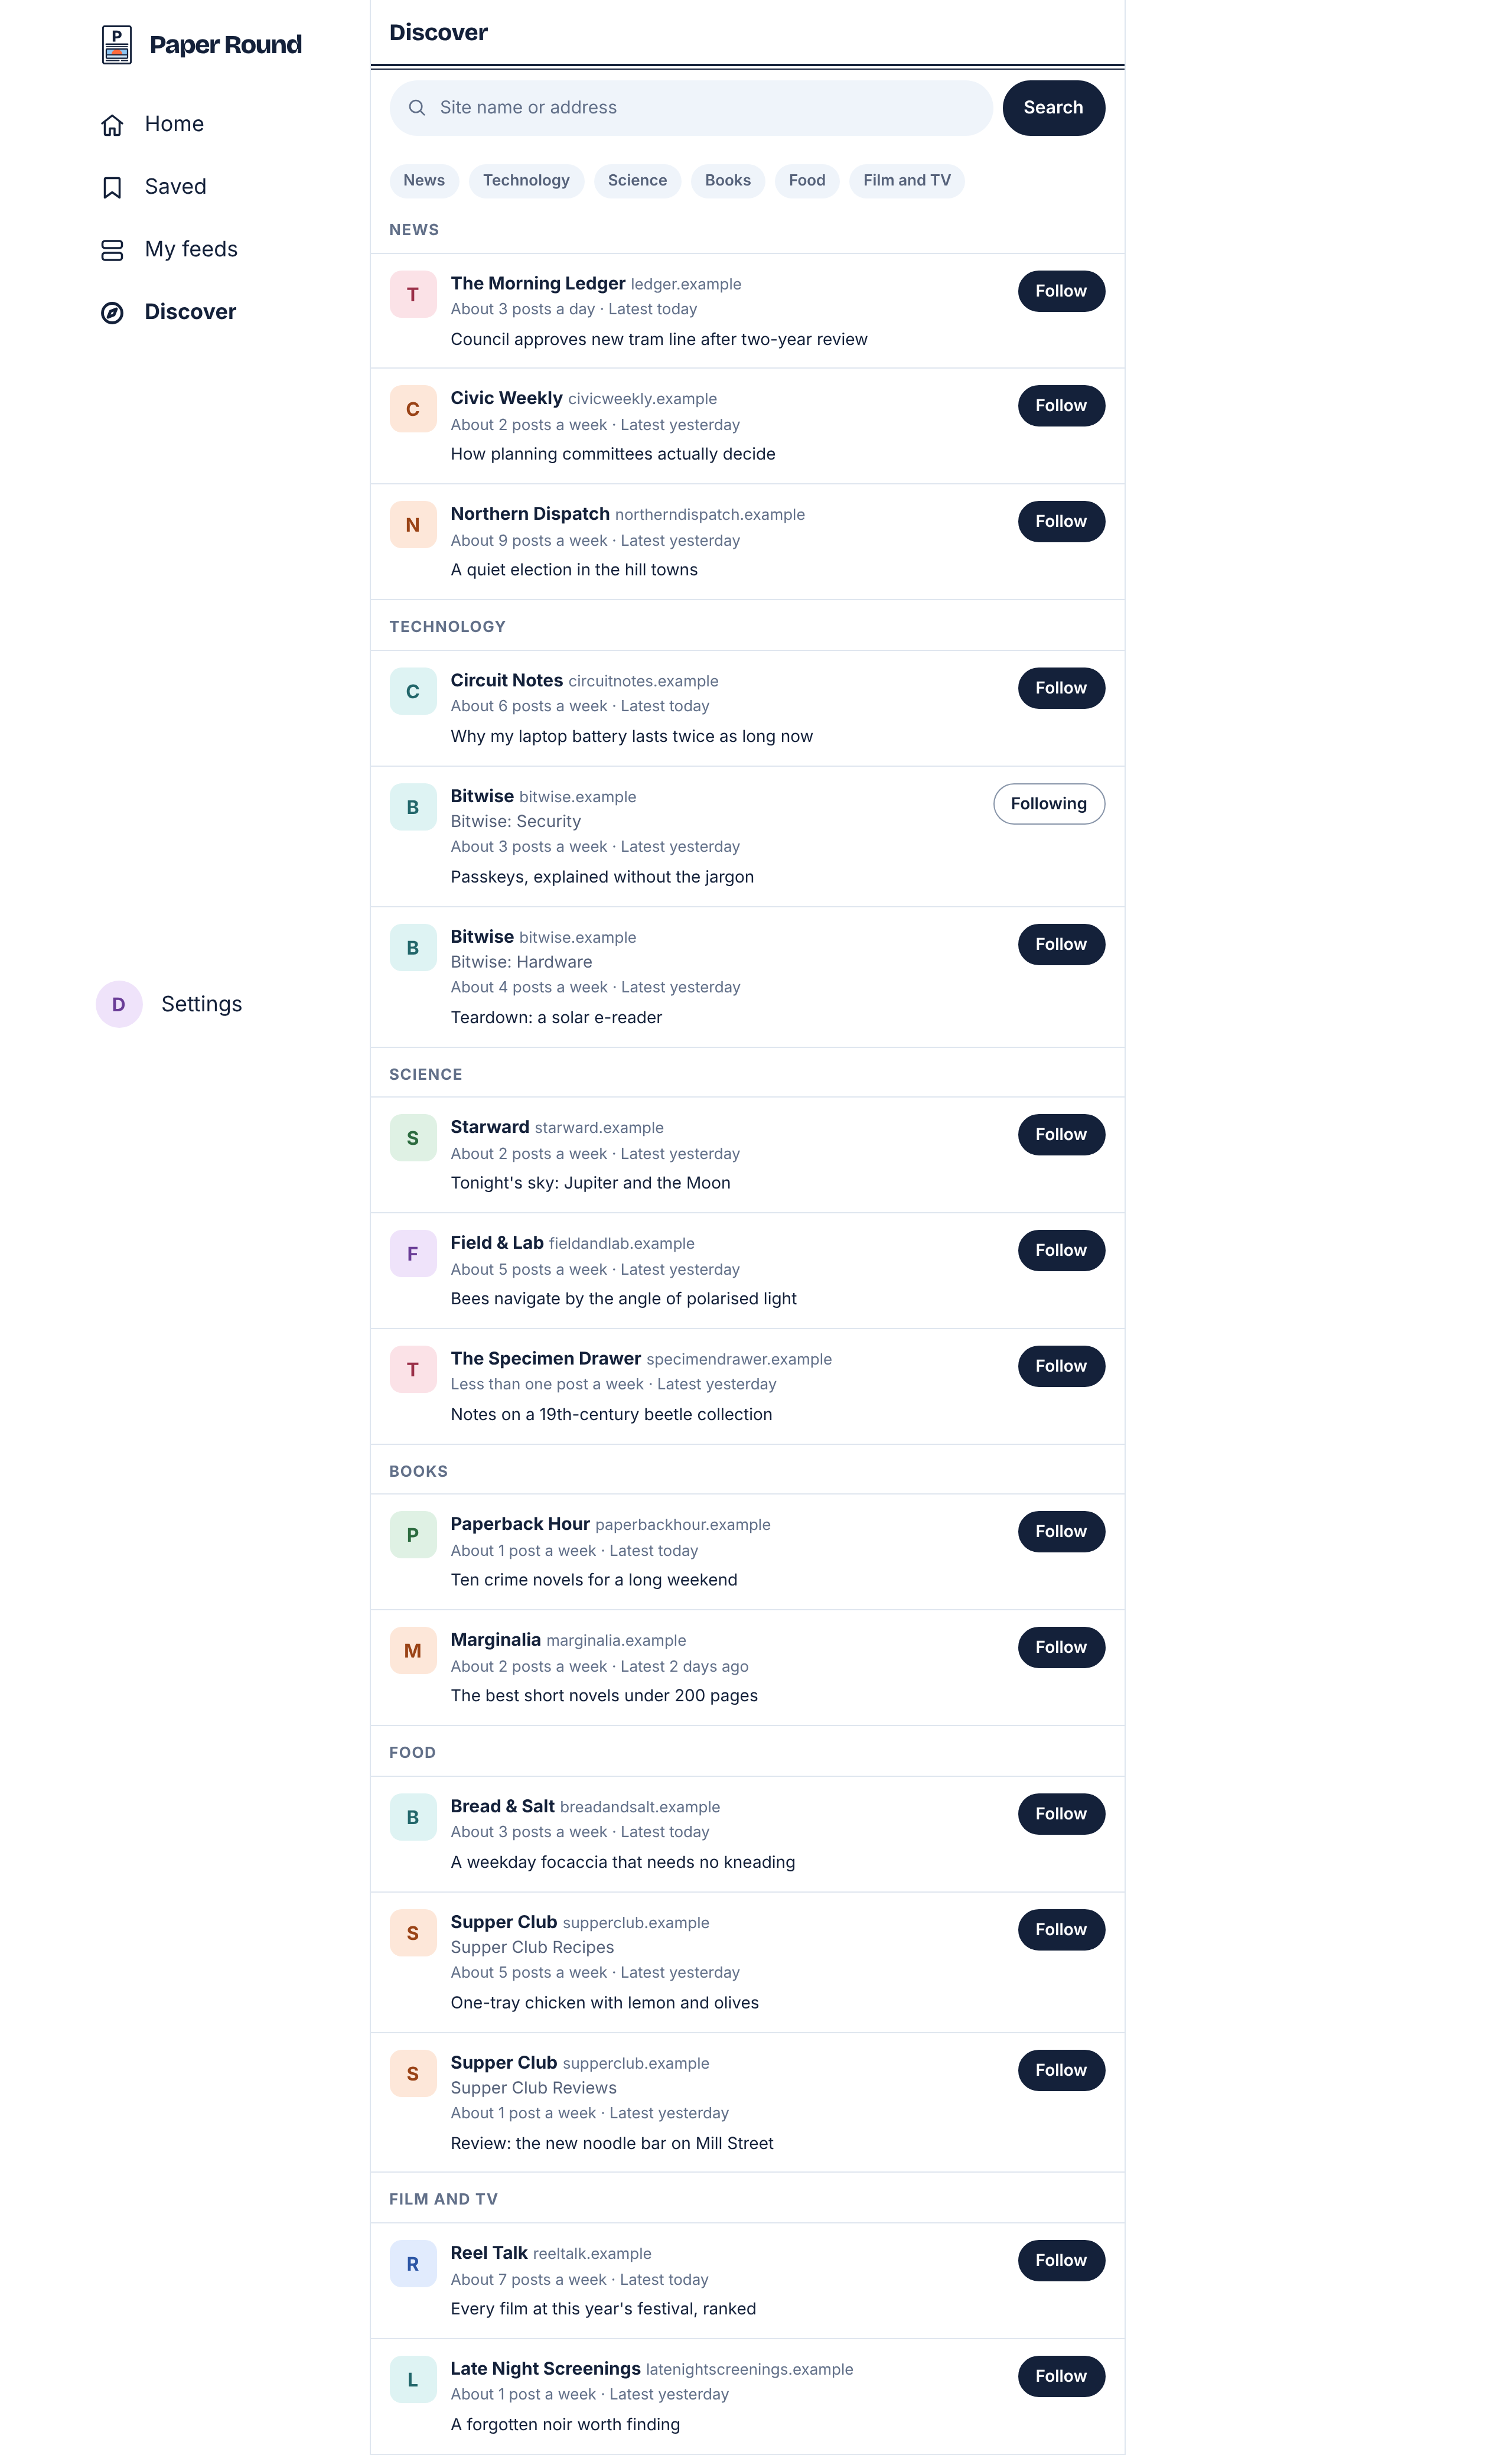 P
Paper Round
Home
Saved
My feeds
Discover
D
Settings
Discover
Site name or address
Search
News Technology Science Books Food Film and TV
NEWS
T
The Morning Ledger ledger.example
Follow
About 3 posts a day · Latest today
Council approves new tram line after two-year review
C
Civic Weekly civicweekly.example
Follow
About 2 posts a week · Latest yesterday
How planning committees actually decide
N
Northern Dispatch northerndispatch.example
Follow
About 9 posts a week · Latest yesterday
A quiet election in the hill towns
TECHNOLOGY
C
Circuit Notes circuitnotes.example
Follow
About 6 posts a week · Latest today
Why my laptop battery lasts twice as long now
B
Bitwise bitwise.example
Following
Bitwise: Security
About 3 posts a week · Latest yesterday
Passkeys, explained without the jargon
B
Bitwise bitwise.example
Follow
Bitwise: Hardware
About 4 posts a week · Latest yesterday
Teardown: a solar e-reader
SCIENCE
S
Starward starward.example
Follow
About 2 posts a week · Latest yesterday
Tonight's sky: Jupiter and the Moon
F
Field & Lab fieldandlab.example
Follow
About 5 posts a week · Latest yesterday
Bees navigate by the angle of polarised light
T
The Specimen Drawer specimendrawer.example
Follow
Less than one post a week · Latest yesterday
Notes on a 19th-century beetle collection
BOOKS
P
Paperback Hour paperbackhour.example
Follow
About 1 post a week · Latest today
Ten crime novels for a long weekend
M
Marginalia marginalia.example
Follow
About 2 posts a week · Latest 2 days ago
The best short novels under 200 pages
FOOD
B
Bread & Salt breadandsalt.example
Follow
About 3 posts a week · Latest today
A weekday focaccia that needs no kneading
S
Supper Club supperclub.example
Follow
Supper Club Recipes
About 5 posts a week · Latest yesterday
One-tray chicken with lemon and olives
S
Supper Club supperclub.example
Follow
Supper Club Reviews
About 1 post a week · Latest yesterday
Review: the new noodle bar on Mill Street
FILM AND TV
R
Reel Talk reeltalk.example
Follow
About 7 posts a week · Latest today
Every film at this year's festival, ranked
L
Late Night Screenings latenightscreenings.example
Follow
About 1 post a week · Latest yesterday
A forgotten noir worth finding